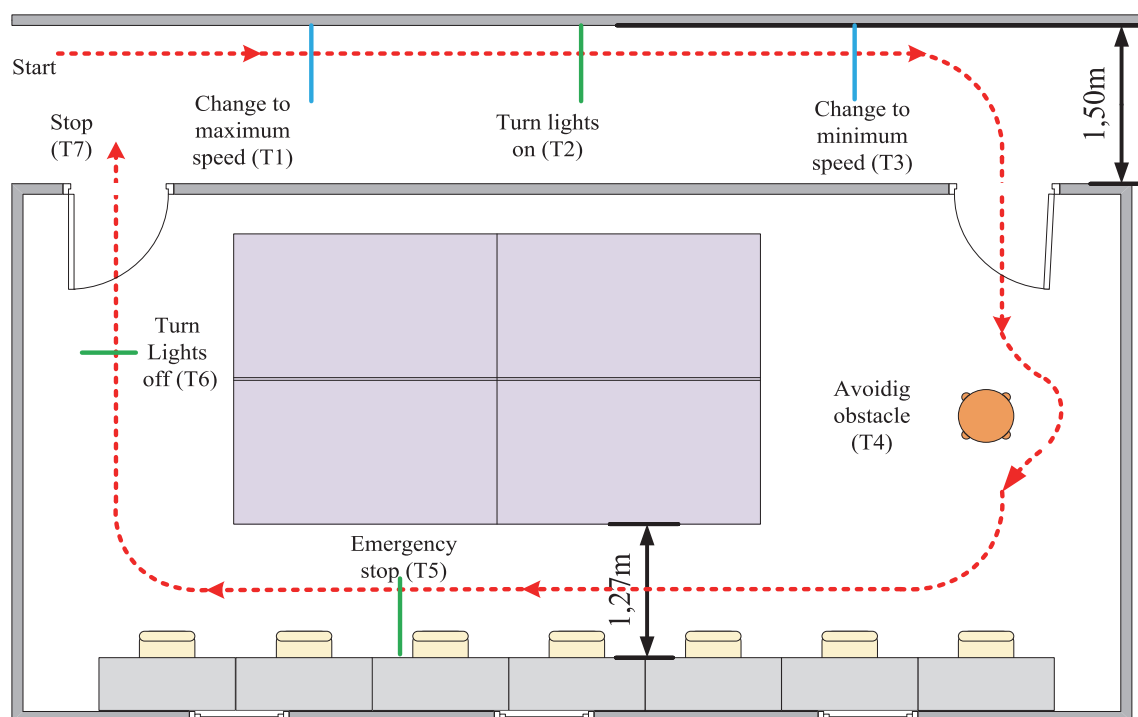 Start
Change to
maximum
speed (T1)
Turn lights
on (T2)
Change to
minimum
speed (T3)
1,50m
Stop
(T7)
Turn
Lights
off (T6)
Avoidig
obstacle
(T4)
Emergency
stop (T5)
1,27m